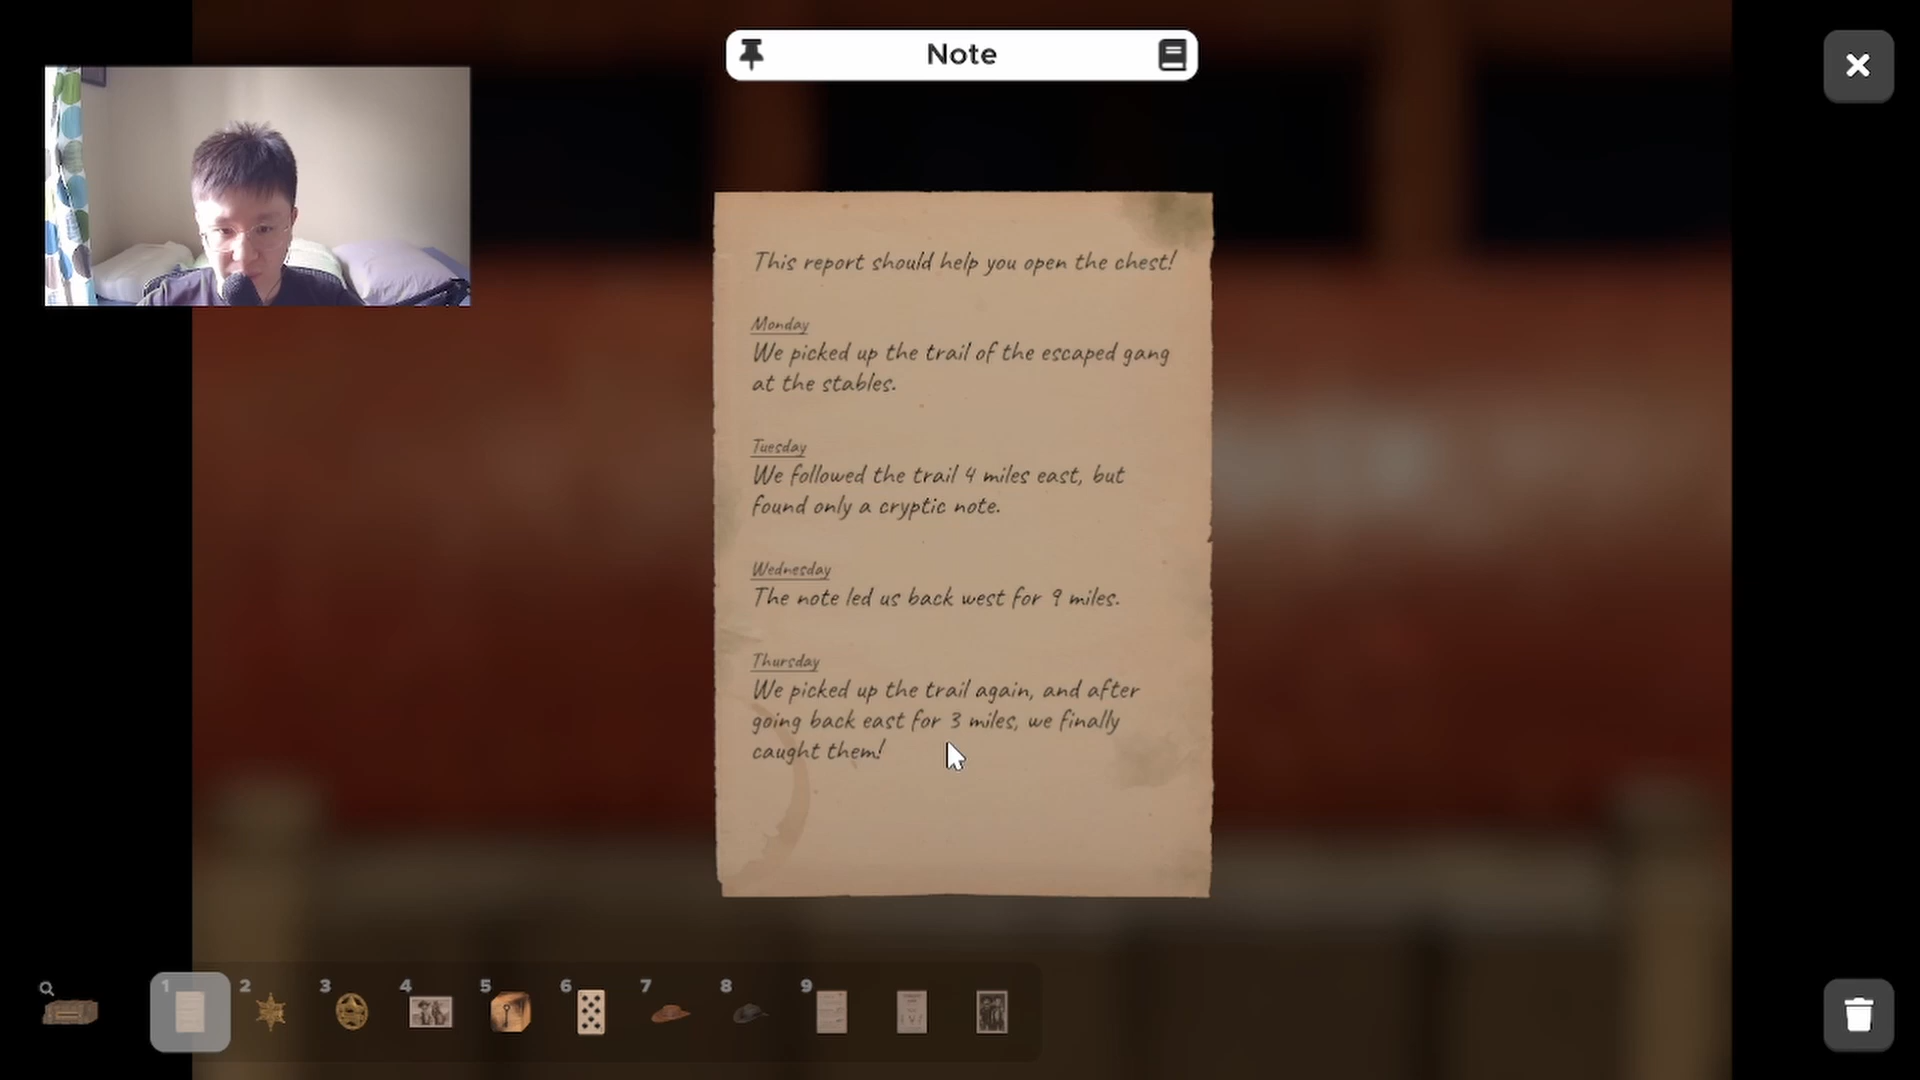 Note
This report should help you open the chest!
Monday
We picked up the trail of the escaped gang
at the stables.
Tuesday
We followed the trail 4 miles east, but
found only a cryptic note.
Wednesday
The note led us back west for 9 miles.
Thursday
We picked up the trail again, and after
going back east for 3 miles, we finally
caught them!
1 2 3 4 5 6 7 8 9